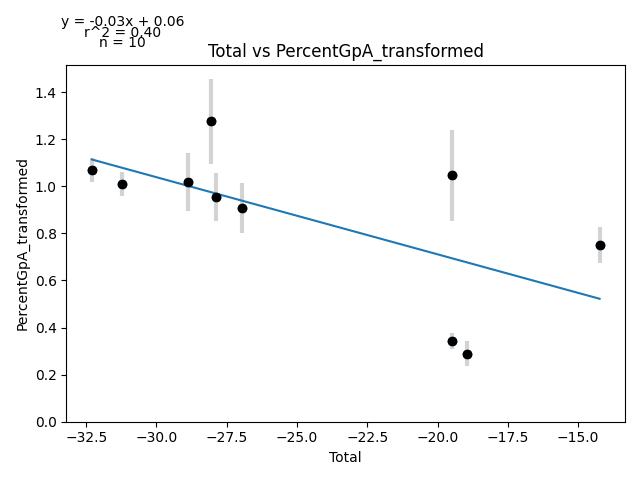 y = -0.03x + 0.06
r^2 = 0.40
n = 10
Total vs PercentGpA_transformed
PercentGpA_transformed
1.4
1.2
1.0
0.8
0.6
0.4
0.2
0.0
−32.5 −30.0 −27.5 −25.0 −22.5 −20.0 −17.5 −15.0
Total